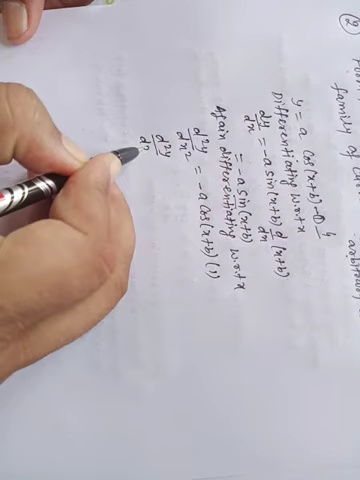 (2)
family of cu arbitrary
y = a cos(x+b) -①
Differentiating w.r.t x
dy/dx = -a sin(x+b) d/dx (x+b)
= -a sin(x+b)
Again differentiating w.r.t x
d²y/dx² = -a cos(x+b) (1)
d²y/d